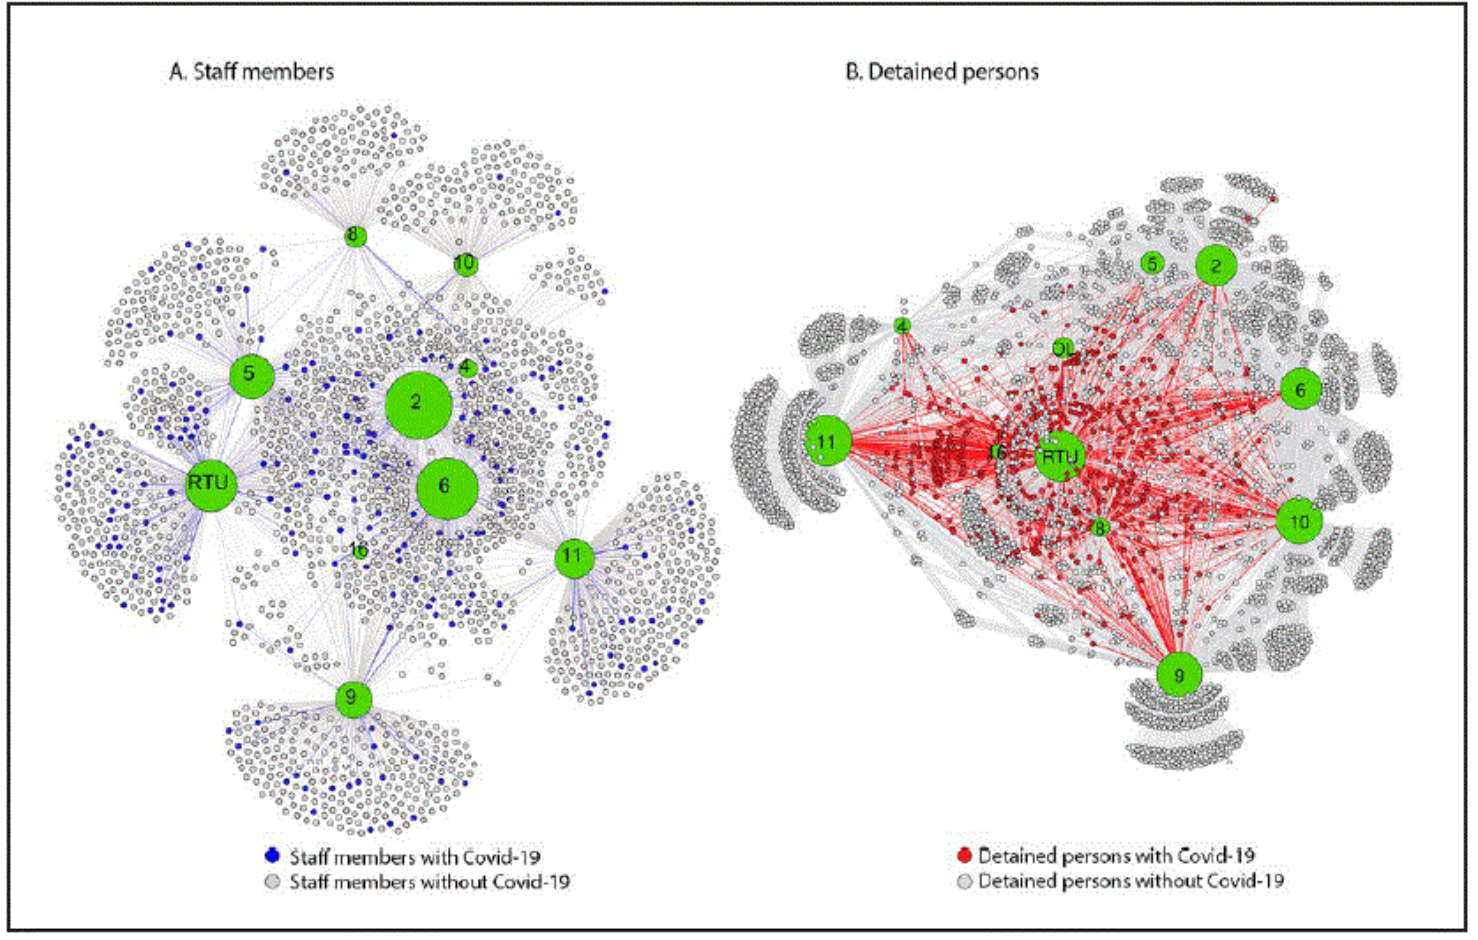 A. Staff members
B. Detained persons
8
10
5
4
2
RTU
6
16
11
9
5
2
4
OL
6
11
16
RTU
10
8
9
Staff members with Covid-19
Staff members without Covid-19
Detained persons with Covid-19
Detained persons without Covid-19